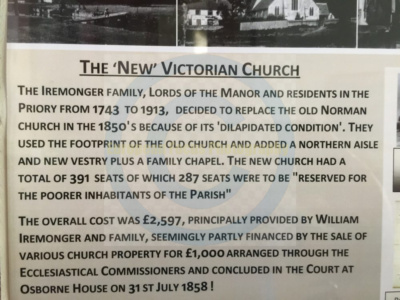 THE 'NEW' VICTORIAN CHURCH
THE IREMONGER FAMILY, LORDS OF THE MANOR AND RESIDENTS IN THE
PRIORY FROM 1743 TO 1913, DECIDED TO REPLACE THE OLD NORMAN
CHURCH IN THE 1850'S BECAUSE OF ITS 'DILAPIDATED CONDITION'. THEY
USED THE FOOTPRINT OF THE OLD CHURCH AND ADDED A NORTHERN AISLE
AND NEW VESTRY PLUS A FAMILY CHAPEL. THE NEW CHURCH HAD A
TOTAL OF 391 SEATS OF WHICH 287 SEATS WERE TO BE "RESERVED FOR
THE POORER INHABITANTS OF THE PARISH"
THE OVERALL COST WAS £2,597, PRINCIPALLY PROVIDED BY WILLIAM
IREMONGER AND FAMILY, SEEMINGLY PARTLY FINANCED BY THE SALE OF
VARIOUS CHURCH PROPERTY FOR £1,000 ARRANGED THROUGH THE
ECCLESIASTICAL COMMISSIONERS AND CONCLUDED IN THE COURT AT
OSBORNE HOUSE ON 31 ST JULY 1858 !